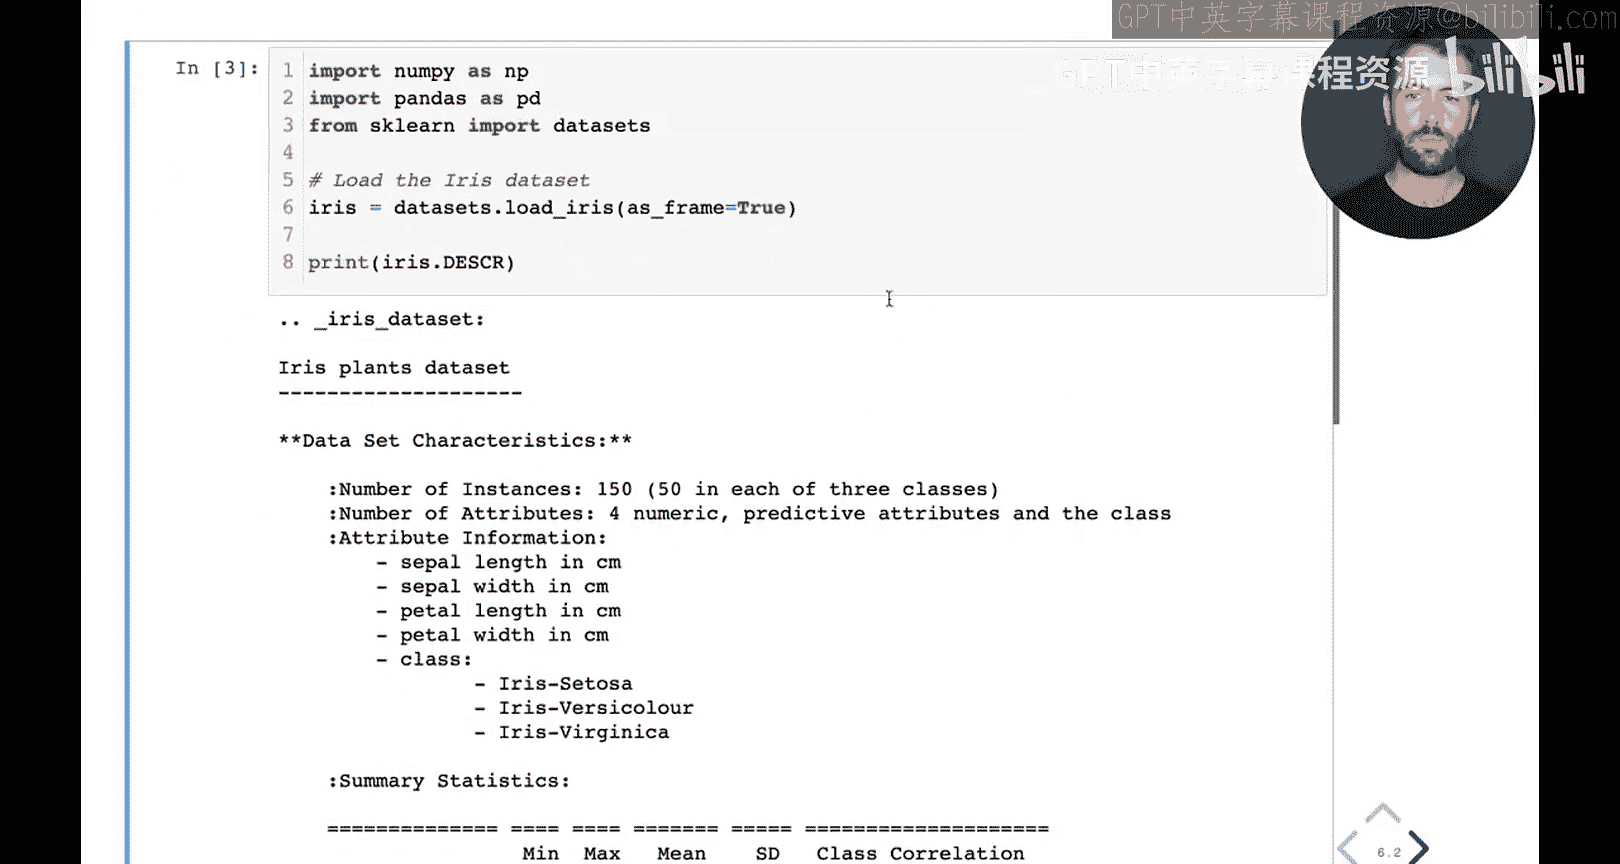 GPT中英字幕课程资源@bilibili.com
课程资源 bilibili
In [3]:
1 import numpy as np
2 import pandas as pd
3 from sklearn import datasets
4
5 # Load the Iris dataset
6 iris = datasets.load_iris(as_frame=True)
7
8 print(iris.DESCR)
.. _iris_dataset:
Iris plants dataset
--------------------
**Data Set Characteristics:**
:Number of Instances: 150 (50 in each of three classes)
:Number of Attributes: 4 numeric, predictive attributes and the class
:Attribute Information:
- sepal length in cm
- sepal width in cm
- petal length in cm
- petal width in cm
- class:
- Iris-Setosa
- Iris-Versicolour
- Iris-Virginica
:Summary Statistics:
============== ==== ==== ======= ===== ====================
Min Max Mean SD Class Correlation
6.2